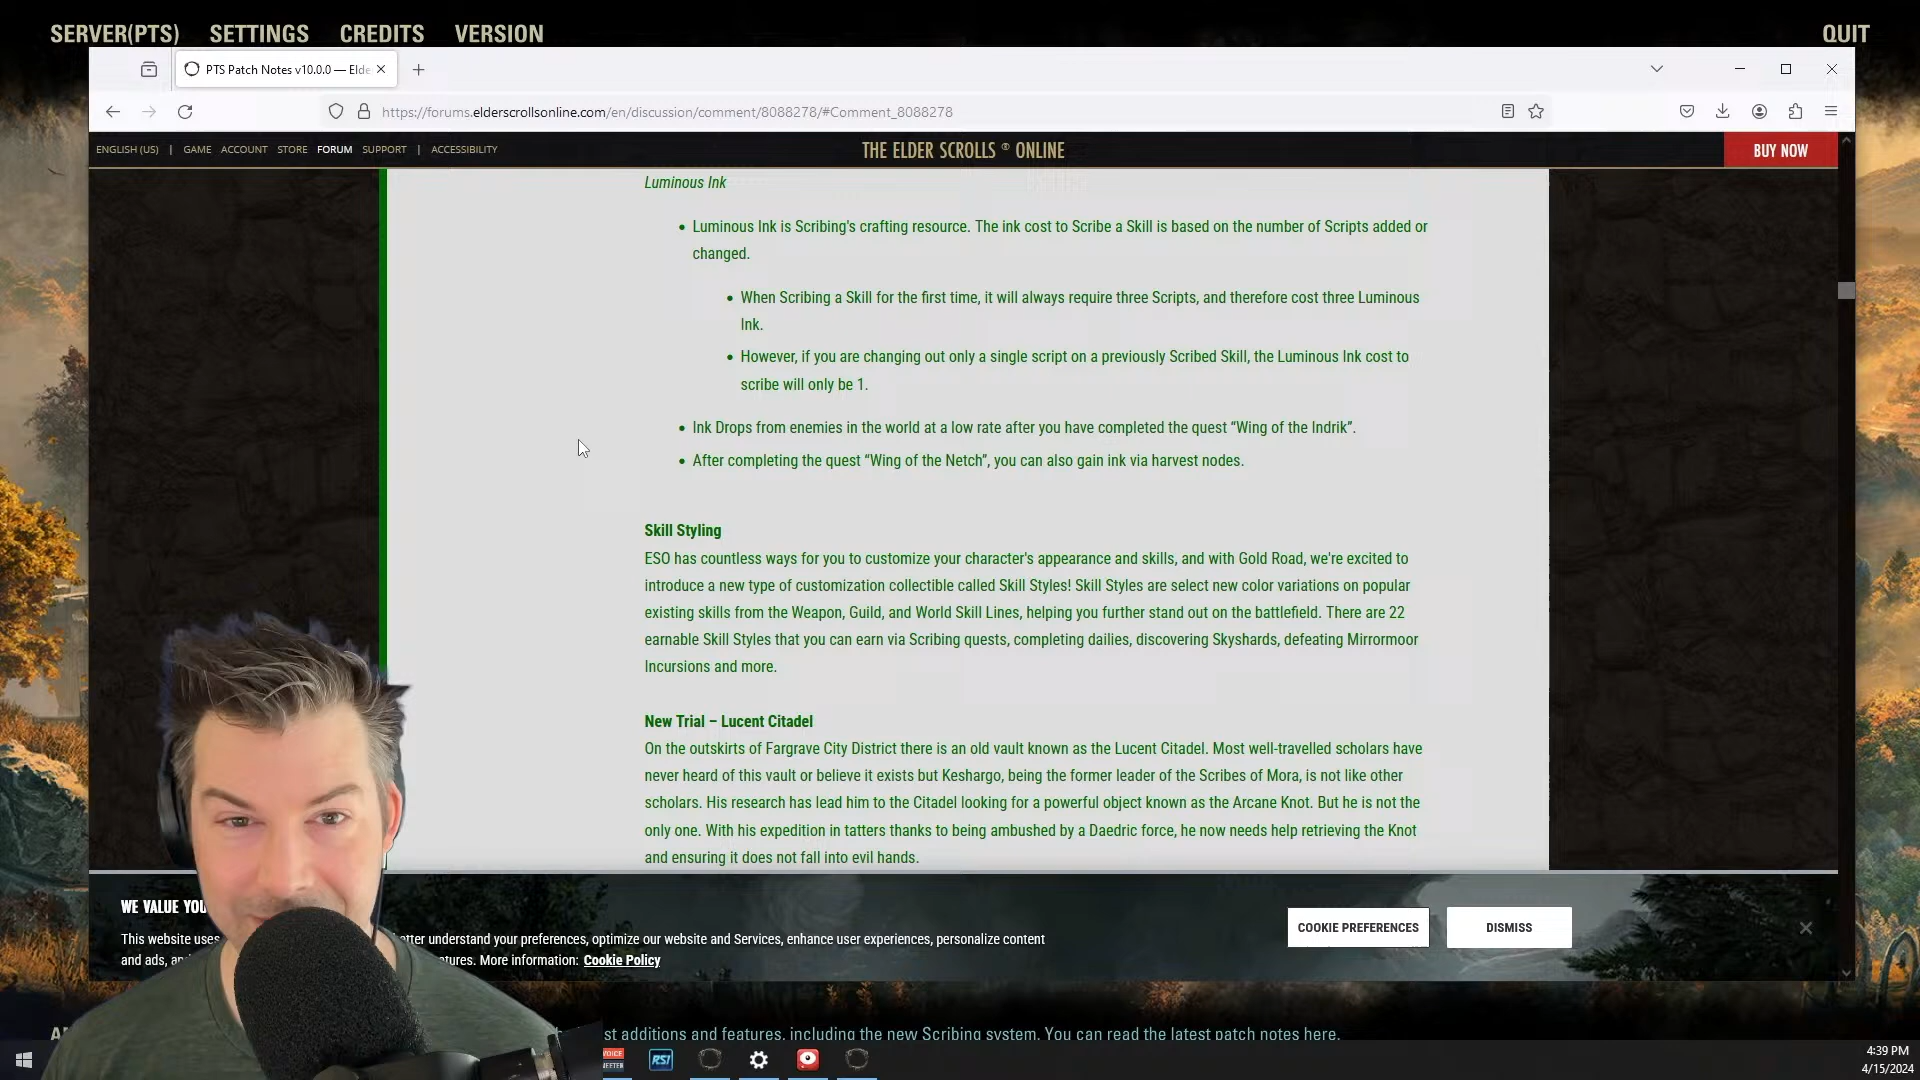 SERVER(PTS) SETTINGS CREDITS VERSION QUIT
PTS Patch Notes v10.0.0 — Elde
https://forums.elderscrollsonline.com/en/discussion/comment/8088278/#Comment_8088278
ENGLISH (US) | GAME ACCOUNT STORE FORUM SUPPORT | ACCESSIBILITY
THE ELDER SCROLLS ® ONLINE
BUY NOW
Luminous Ink
• Luminous Ink is Scribing's crafting resource. The ink cost to Scribe a Skill is based on the number of Scripts added or
changed.
• When Scribing a Skill for the first time, it will always require three Scripts, and therefore cost three Luminous
Ink.
• However, if you are changing out only a single script on a previously Scribed Skill, the Luminous Ink cost to
scribe will only be 1.
• Ink Drops from enemies in the world at a low rate after you have completed the quest “Wing of the Indrik”.
• After completing the quest “Wing of the Netch”, you can also gain ink via harvest nodes.
Skill Styling
ESO has countless ways for you to customize your character's appearance and skills, and with Gold Road, we're excited to
introduce a new type of customization collectible called Skill Styles! Skill Styles are select new color variations on popular
existing skills from the Weapon, Guild, and World Skill Lines, helping you further stand out on the battlefield. There are 22
earnable Skill Styles that you can earn via Scribing quests, completing dailies, discovering Skyshards, defeating Mirrormoor
Incursions and more.
New Trial – Lucent Citadel
On the outskirts of Fargrave City District there is an old vault known as the Lucent Citadel. Most well-travelled scholars have
never heard of this vault or believe it exists but Keshargo, being the former leader of the Scribes of Mora, is not like other
scholars. His research has lead him to the Citadel looking for a powerful object known as the Arcane Knot. But he is not the
only one. With his expedition in tatters thanks to being ambushed by a Daedric force, he now needs help retrieving the Knot
and ensuring it does not fall into evil hands.
WE VALUE YOU
This website uses etter understand your preferences, optimize our website and Services, enhance user experiences, personalize content
and ads, an tures. More information: Cookie Policy
COOKIE PREFERENCES
DISMISS
st additions and features, including the new Scribing system. You can read the latest patch notes here.
VOICE
MEETER
RSI
4:39 PM
4/15/2024